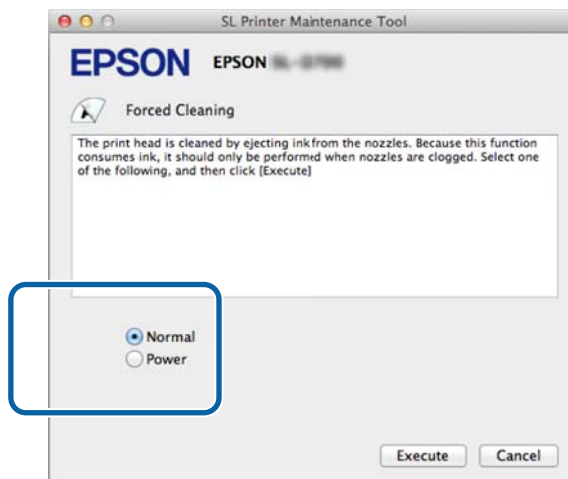 SL Printer Maintenance Tool
EPSON EPSON
Forced Cleaning
The print head is cleaned by ejecting ink from the nozzles. Because this function
consumes ink, it should only be performed when nozzles are clogged. Select one
of the following, and then click [Execute]
Normal
Power
Execute Cancel